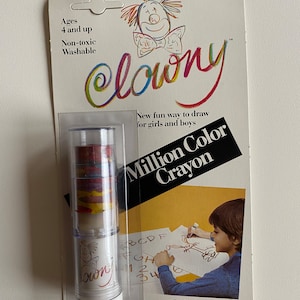 Ages
4 and up
Non-toxic
Washable
Clowny™
New fun way to draw
for girls and boys
Million Color
Crayon
Clowny